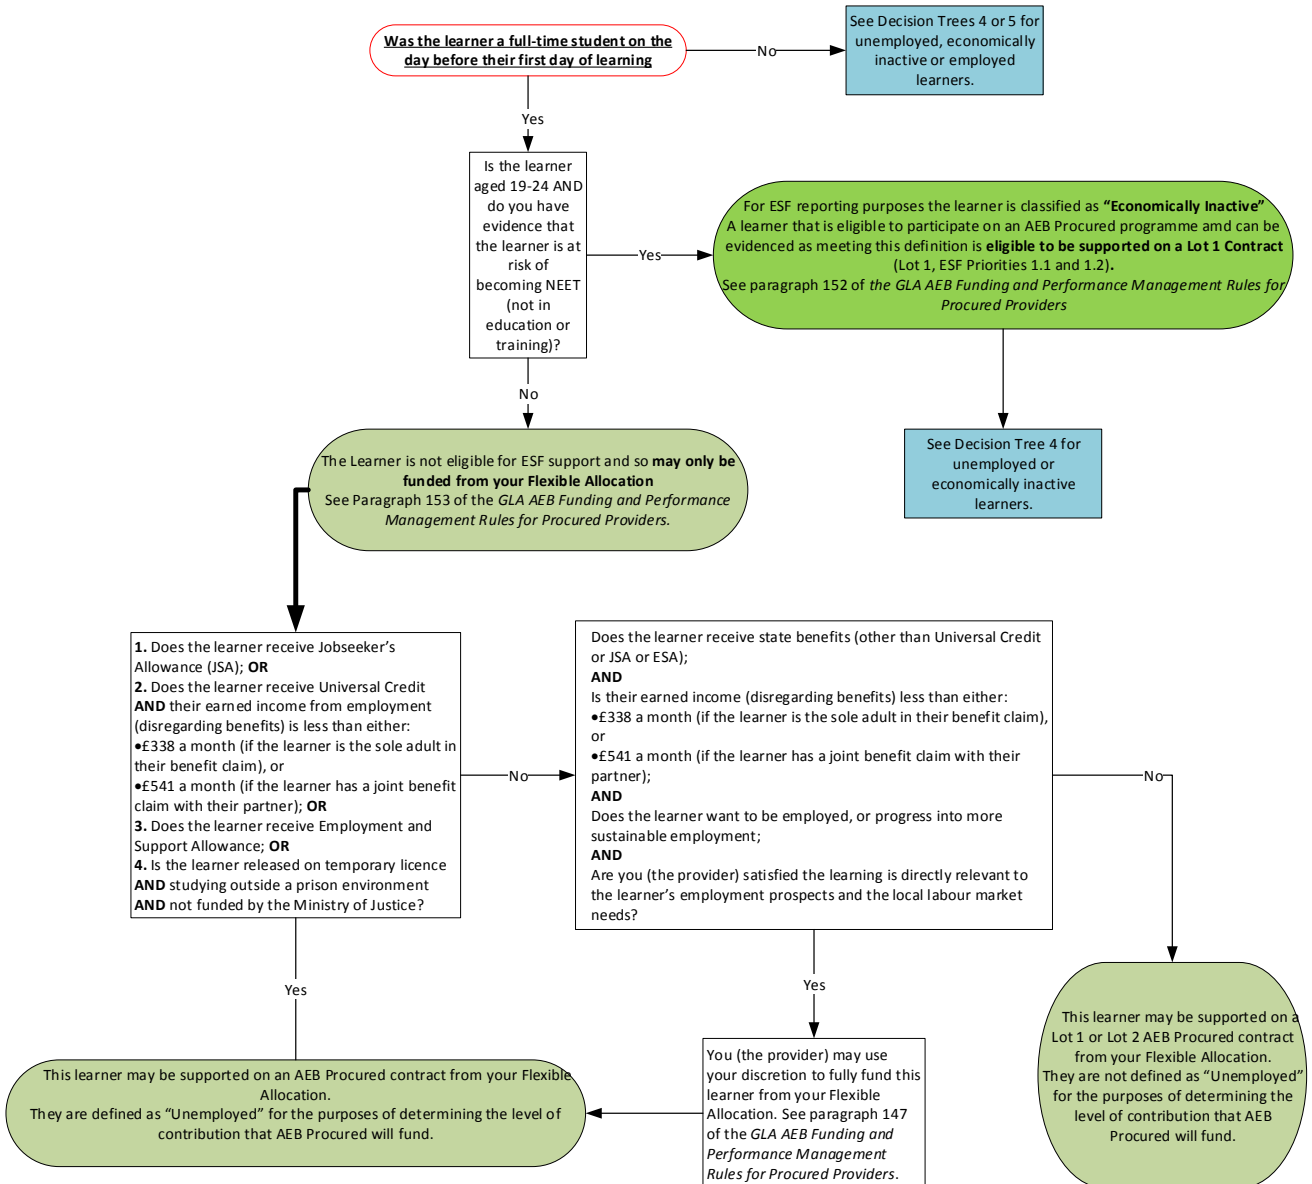 Was the learner a full-time student on the
day before their first day of learning
No
See Decision Trees 4 or 5 for
unemployed, economically
inactive or employed
learners.
Yes
Is the learner
aged 19-24 AND
do you have
evidence that
the learner is at
risk of
becoming NEET
(not in
education or
training)?
Yes
For ESF reporting purposes the learner is classified as “Economically Inactive”
A learner that is eligible to participate on an AEB Procured programme amd can be
evidenced as meeting this definition is eligible to be supported on a Lot 1 Contract
(Lot 1, ESF Priorities 1.1 and 1.2).
See paragraph 152 of the GLA AEB Funding and Performance Management Rules for
Procured Providers
No
See Decision Tree 4 for
unemployed or
economically inactive
learners.
The Learner is not eligible for ESF support and so may only be
funded from your Flexible Allocation
See Paragraph 153 of the GLA AEB Funding and Performance
Management Rules for Procured Providers.
1. Does the learner receive Jobseeker’s
Allowance (JSA); OR
2. Does the learner receive Universal Credit
AND their earned income from employment
(disregarding benefits) is less than either:
•£338 a month (if the learner is the sole adult in
their benefit claim), or
•£541 a month (if the learner has a joint benefit
claim with their partner); OR
3. Does the learner receive Employment and
Support Allowance; OR
4. Is the learner released on temporary licence
AND studying outside a prison environment
AND not funded by the Ministry of Justice?
No
Does the learner receive state benefits (other than Universal Credit
or JSA or ESA);
AND
Is their earned income (disregarding benefits) less than either:
•£338 a month (if the learner is the sole adult in their benefit claim),
or
•£541 a month (if the learner has a joint benefit claim with their
partner);
AND
Does the learner want to be employed, or progress into more
sustainable employment;
AND
Are you (the provider) satisfied the learning is directly relevant to
the learner’s employment prospects and the local labour market
needs?
No
Yes
Yes
This learner may be supported on an AEB Procured contract from your Flexible
Allocation.
They are defined as “Unemployed” for the purposes of determining the level of
contribution that AEB Procured will fund.
You (the provider) may use
your discretion to fully fund this
learner from your Flexible
Allocation. See paragraph 147
of the GLA AEB Funding and
Performance Management
Rules for Procured Providers.
This learner may be supported on a
Lot 1 or Lot 2 AEB Procured contract
from your Flexible Allocation.
They are not defined as “Unemployed”
for the purposes of determining the
level of contribution that AEB
Procured will fund.